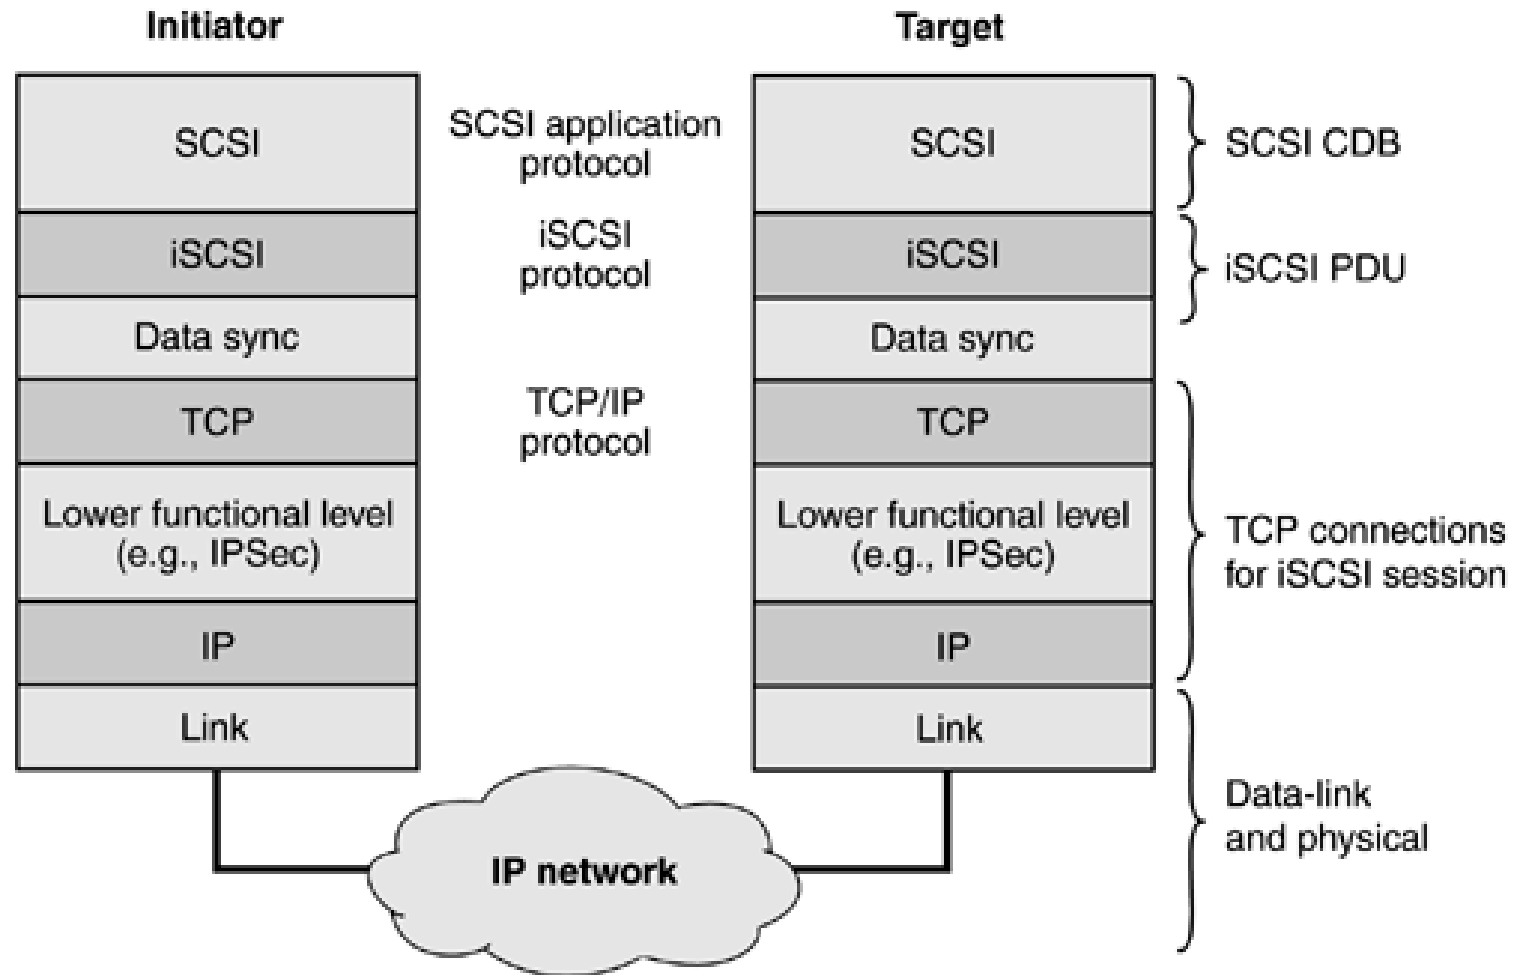 Initiator
Target
SCSI
SCSI application
protocol
SCSI
SCSI CDB
iSCSI
iSCSI
protocol
iSCSI
iSCSI PDU
Data sync
Data sync
TCP
TCP/IP
protocol
TCP
Lower functional level
(e.g., IPSec)
Lower functional level
(e.g., IPSec)
TCP connections
for iSCSI session
IP
IP
Link
Link
Data-link
and physical
IP network